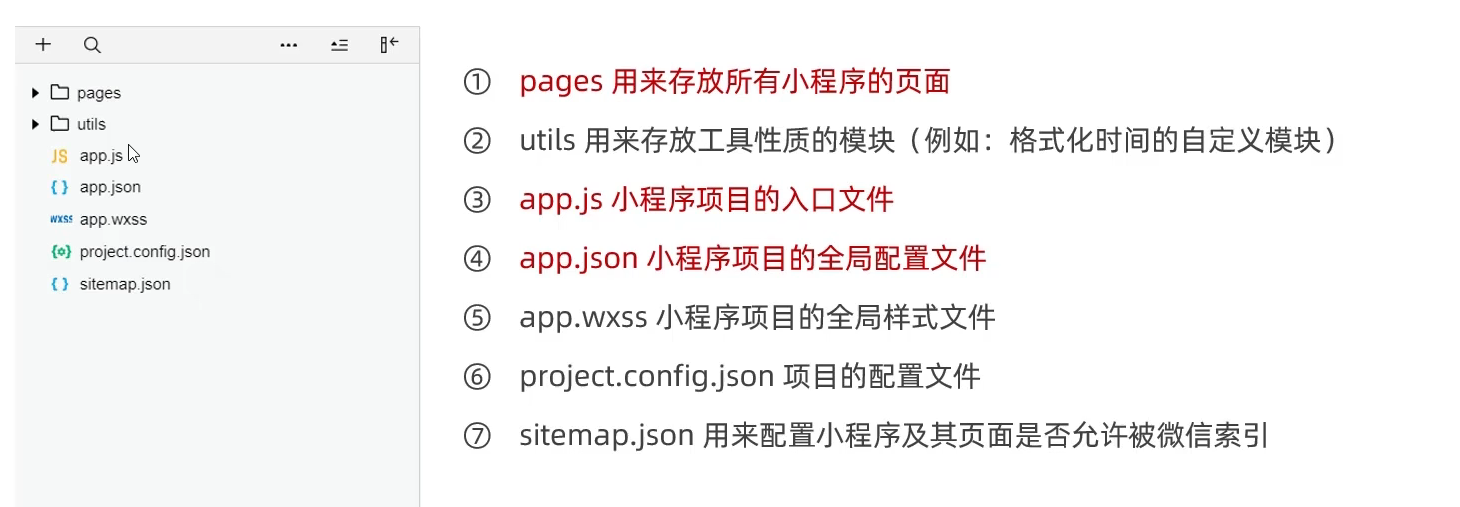 pages
utils
JS app.js
{ } app.json
wxss app.wxss
project.config.json
{ } sitemap.json
① pages 用来存放所有小程序的页面
② utils 用来存放工具性质的模块（例如：格式化时间的自定义模块）
③ app.js 小程序项目的入口文件
④ app.json 小程序项目的全局配置文件
⑤ app.wxss 小程序项目的全局样式文件
⑥ project.config.json 项目的配置文件
⑦ sitemap.json 用来配置小程序及其页面是否允许被微信索引